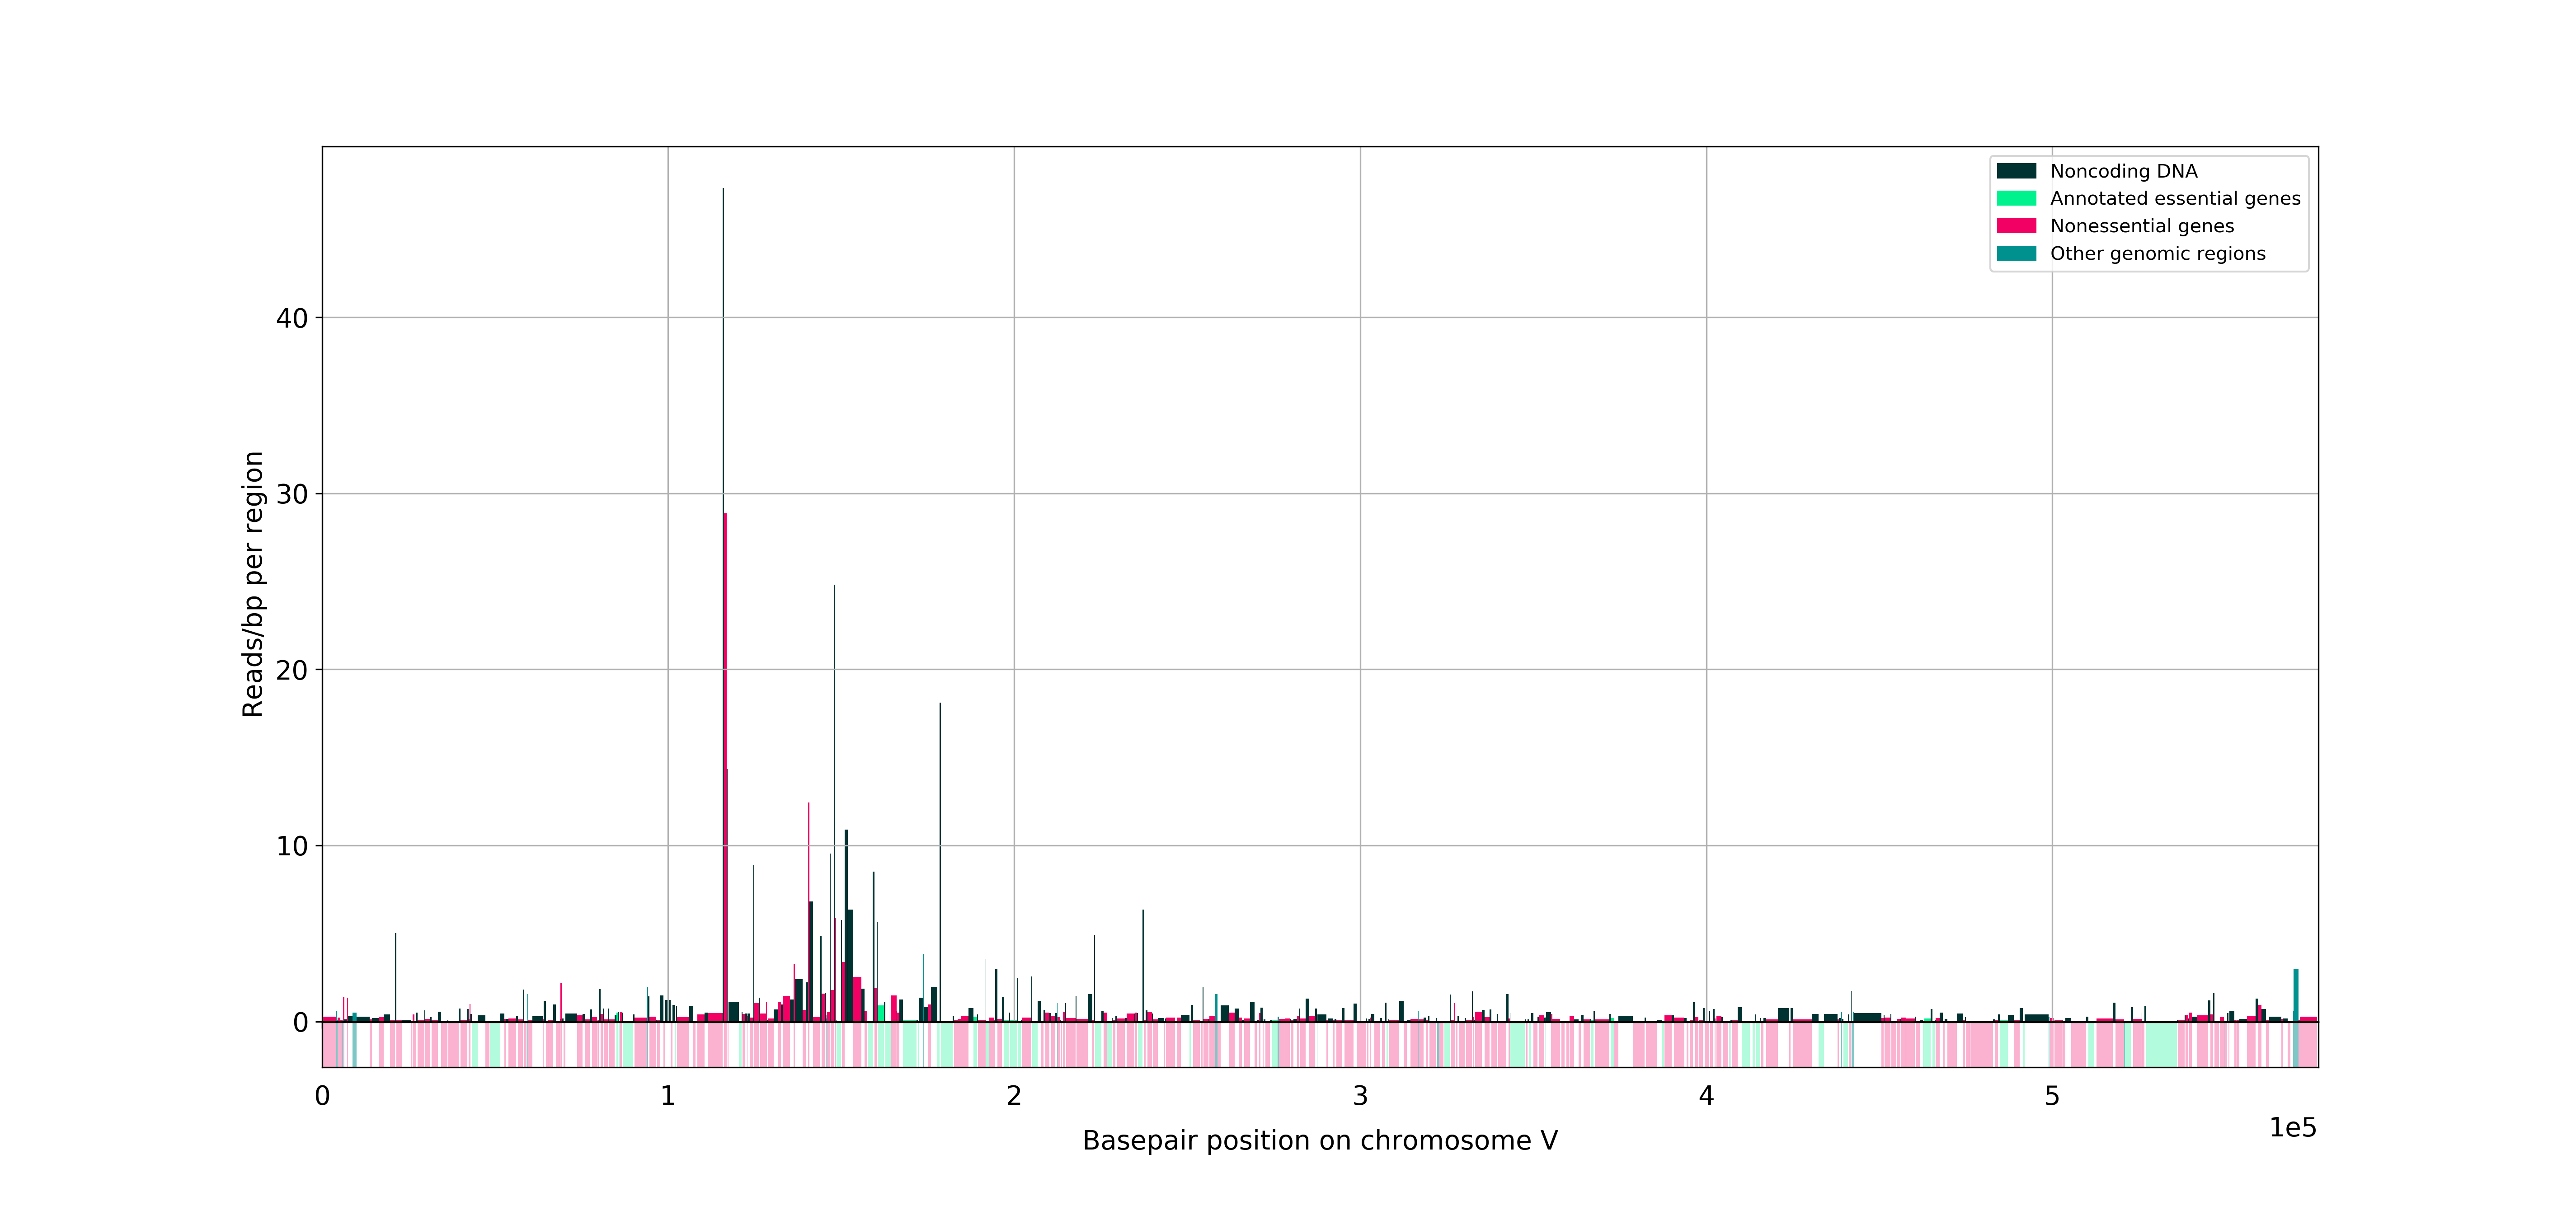 Noncoding DNA
Annotated essential genes
Nonessential genes
Other genomic regions
Reads/bp per region
40
30
20
10
0
0 1 2 3 4 5
1e5
Basepair position on chromosome V